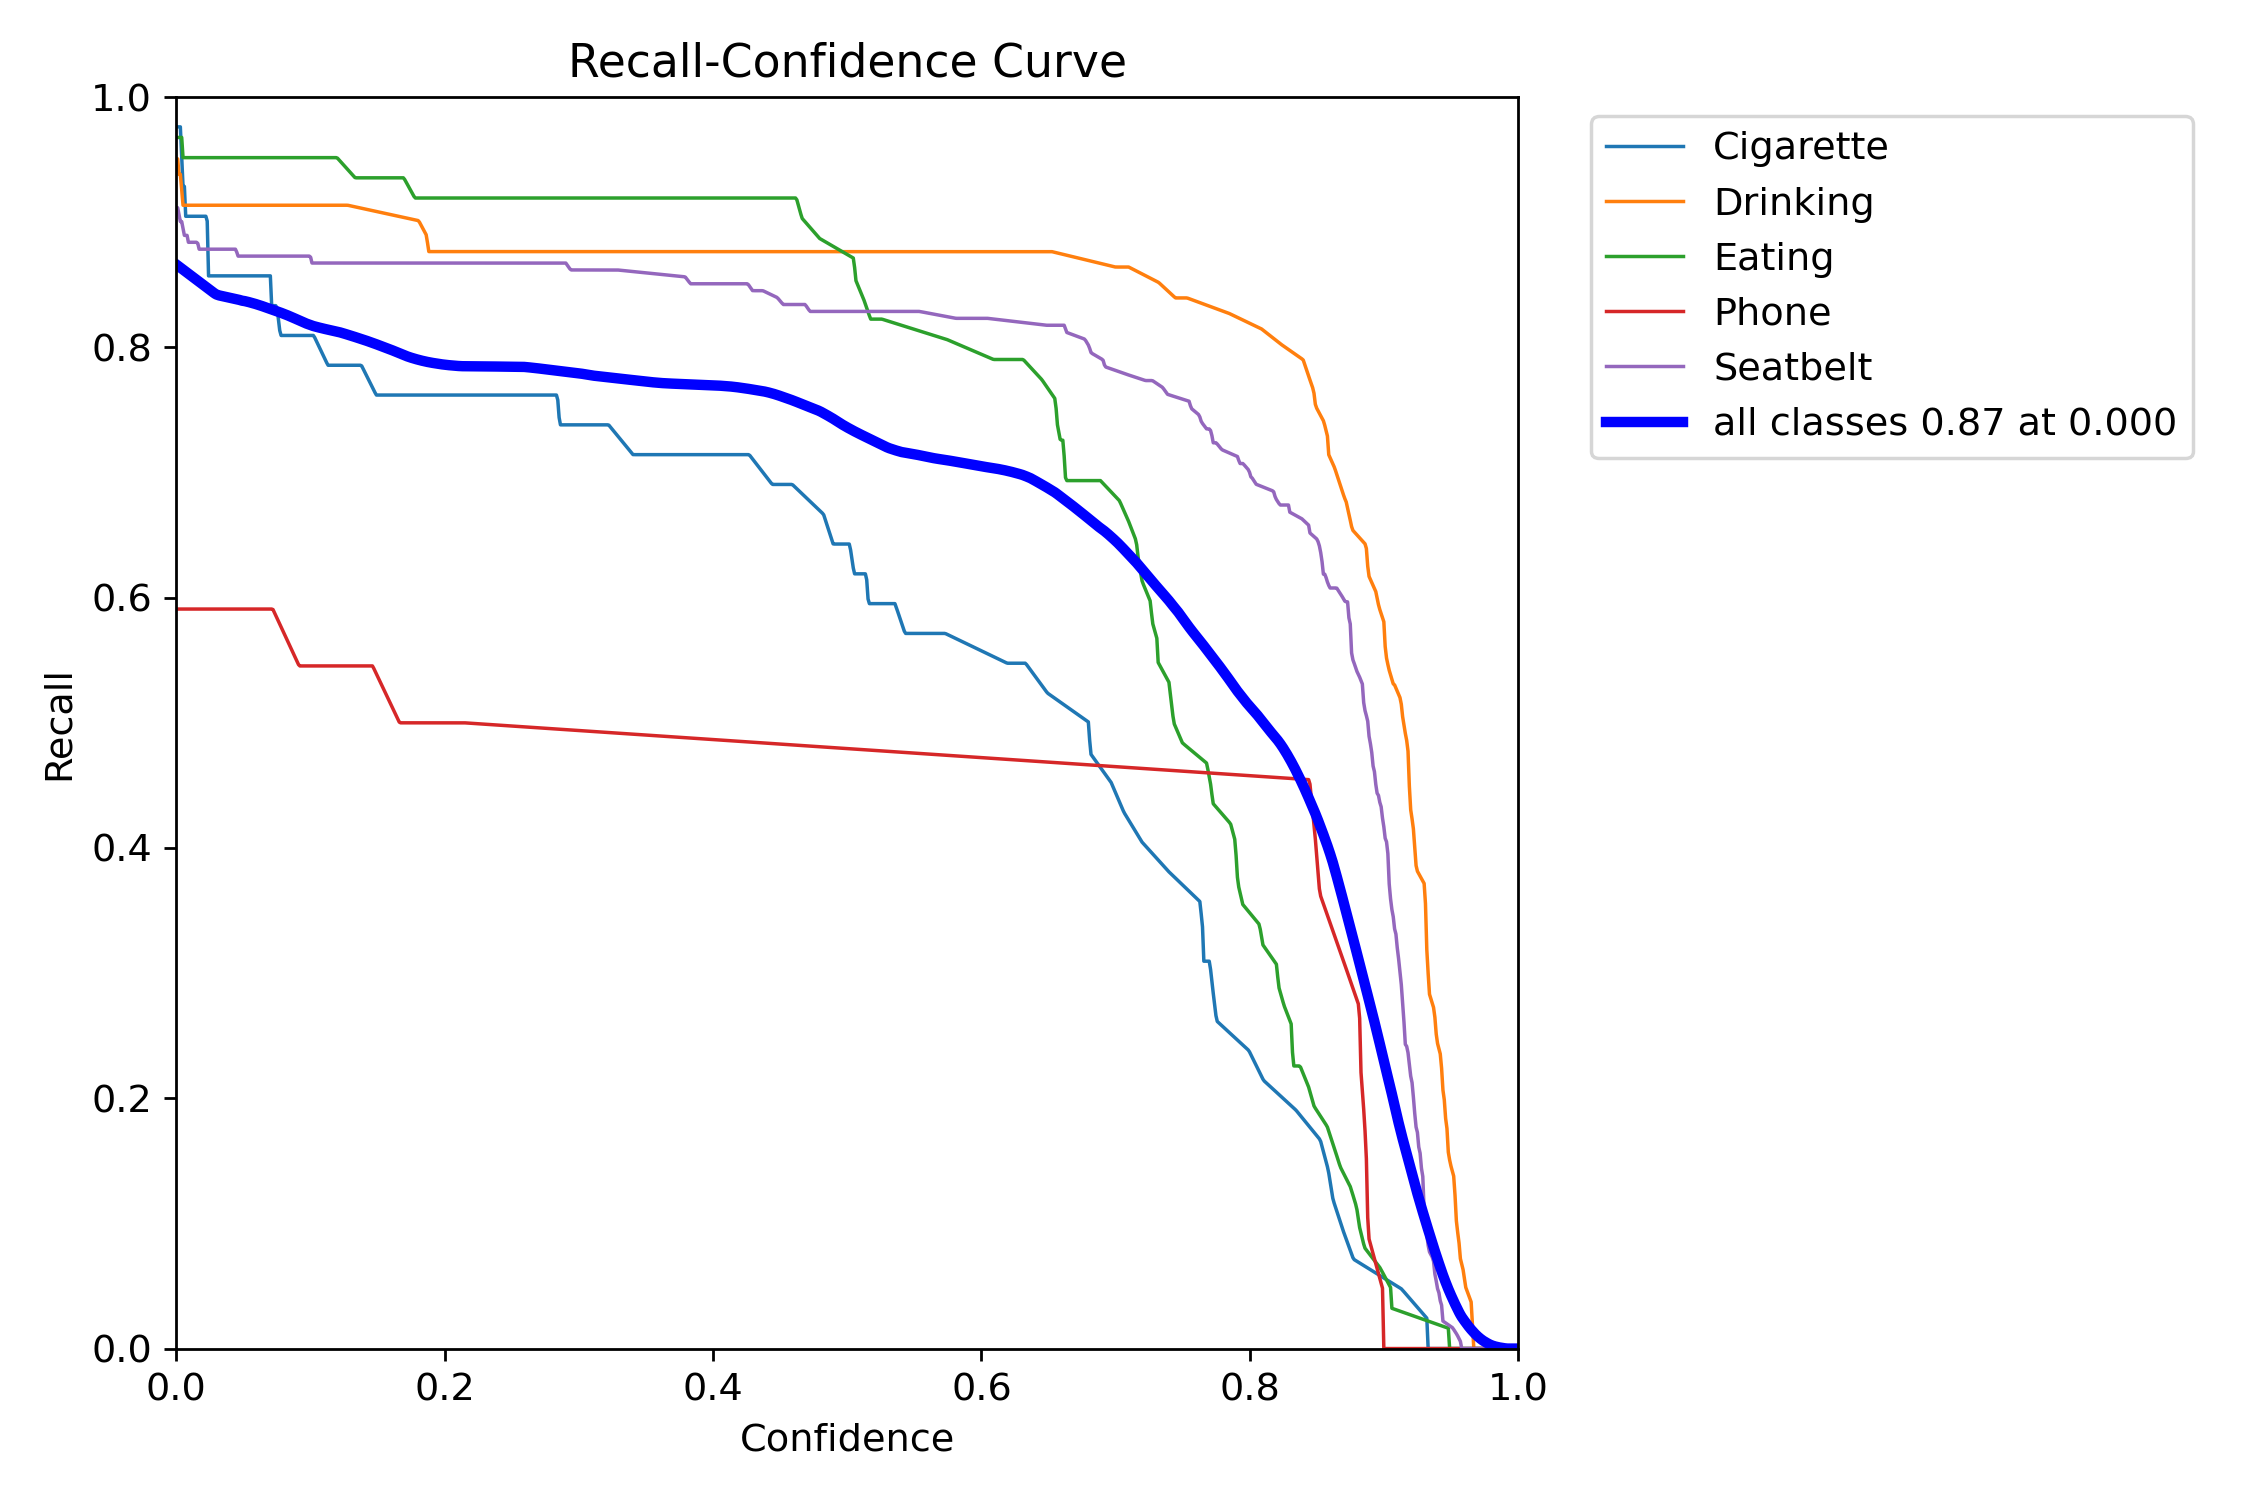 Recall-Confidence Curve
1.0
0.8
0.6
0.4
0.2
0.0
Recall
0.0 0.2 0.4 0.6 0.8 1.0
Confidence
Cigarette
Drinking
Eating
Phone
Seatbelt
all classes 0.87 at 0.000